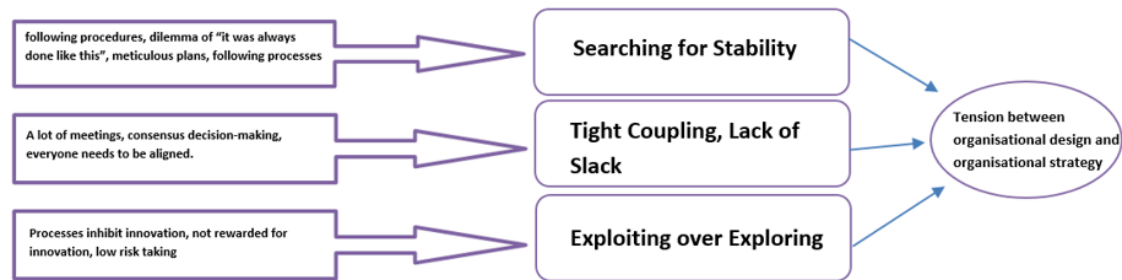 following procedures, dilemma of “it was always
done like this”, meticulous plans, following processes
Searching for Stability
A lot of meetings, consensus decision-making,
everyone needs to be aligned.
Tight Coupling, Lack of
Slack
Processes inhibit innovation, not rewarded for
innovation, low risk taking
Exploiting over Exploring
Tension between
organisational design and
organisational strategy